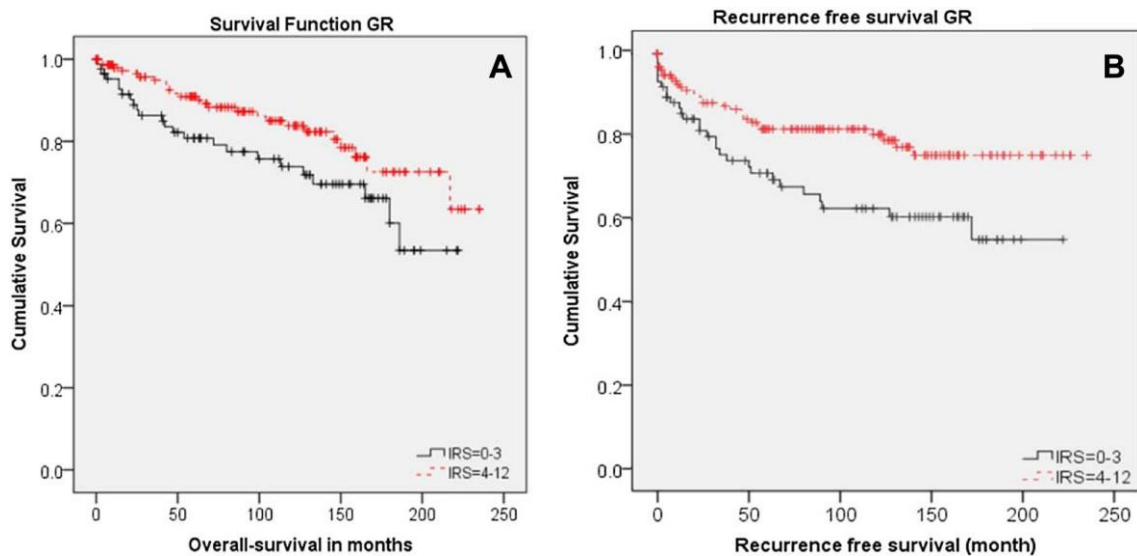 Survival Function GR
A
Cumulative Survival
1.0
0.8
0.6
0.4
0.2
0.0
IRS=0-3
IRS=4-12
0 50 100 150 200 250
Overall-survival in months
Recurrence free survival GR
B
Cumulative Survival
1.0
0.8
0.6
0.4
0.2
0.0
IRS=0-3
IRS=4-12
0 50 100 150 200 250
Recurrence free survival (month)